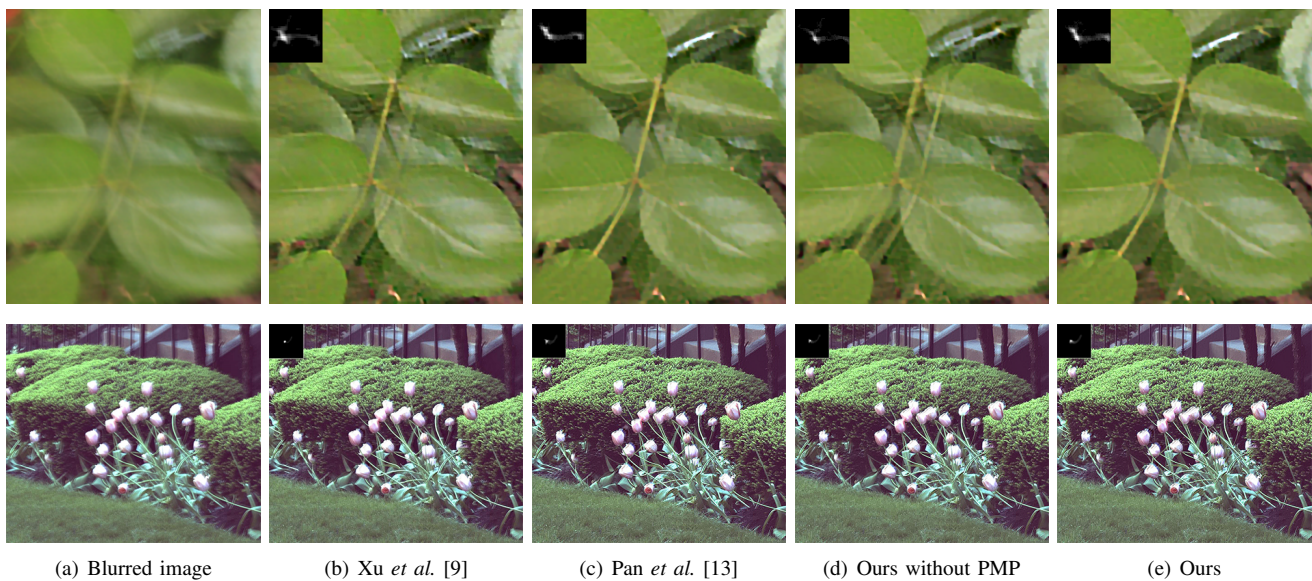 (a) Blurred image
(b) Xu et al. [9]
(c) Pan et al. [13]
(d) Ours without PMP
(e) Ours